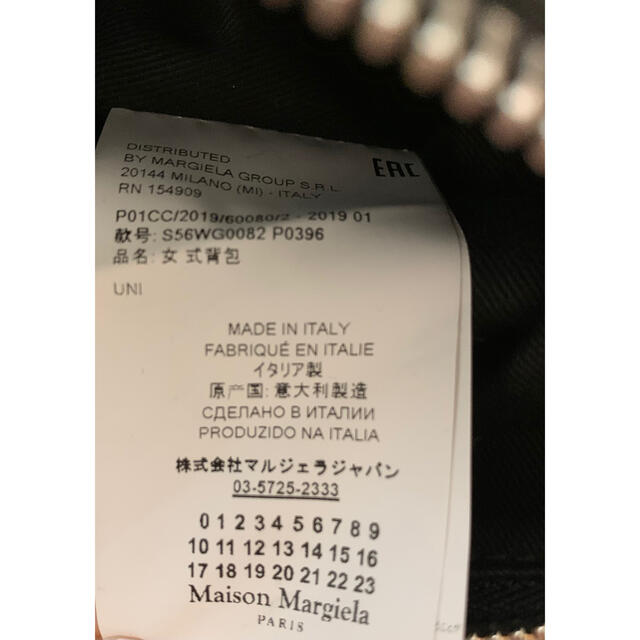 DISTRIBUTED
BY MARGIELA GROUP S.R.L.
20144 MILANO (MI) - ITALY
RN 154909
EAC
P01CC/2019/60080/2 - 2019 01
款号: S56WG0082 P0396
品名: 女 式背包
UNI
MADE IN ITALY
FABRIQUÉ EN ITALIE
イタリア製
原产国: 意大利製造
СДЕЛАНО В ИТАЛИИ
PRODUZIDO NA ITALIA
株式会社マルジェラジャパン
03-5725-2333
0 1 2 3 4 5 6 7 8 9
10 11 12 13 14 15 16
17 18 19 20 21 22 23
Maison Margiela
PARIS